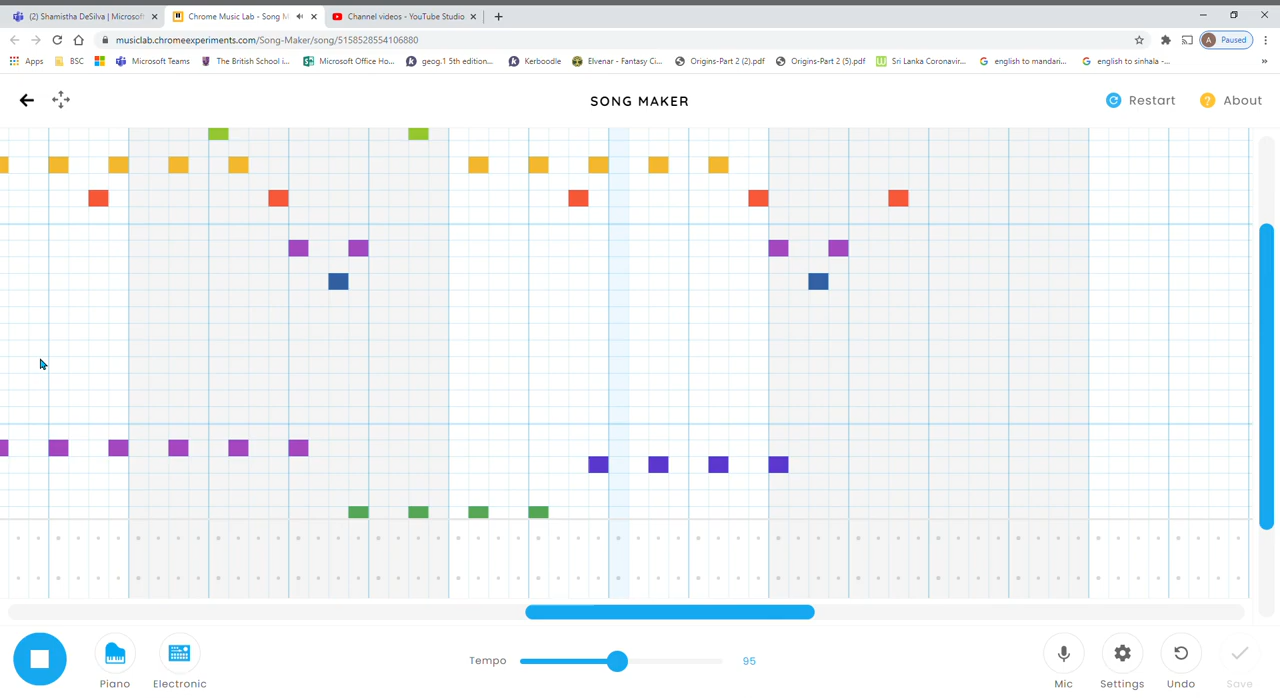 (2) Shamistha DeSilva | Microsoft
Chrome Music Lab - Song M
Channel videos - YouTube Studio
musiclab.chromeexperiments.com/Song-Maker/song/5158528554106880
A Paused
Apps
BSC
Microsoft Teams
The British School i...
Microsoft Office Ho...
geog.1 5th edition...
Kerboodle
Elvenar - Fantasy Ci...
Origins-Part 2 (2).pdf
Origins-Part 2 (5).pdf
Sri Lanka Coronavir...
english to mandari...
english to sinhala -...
SONG MAKER
Restart
About
Tempo
95
Piano
Electronic
Mic
Settings
Undo
Save